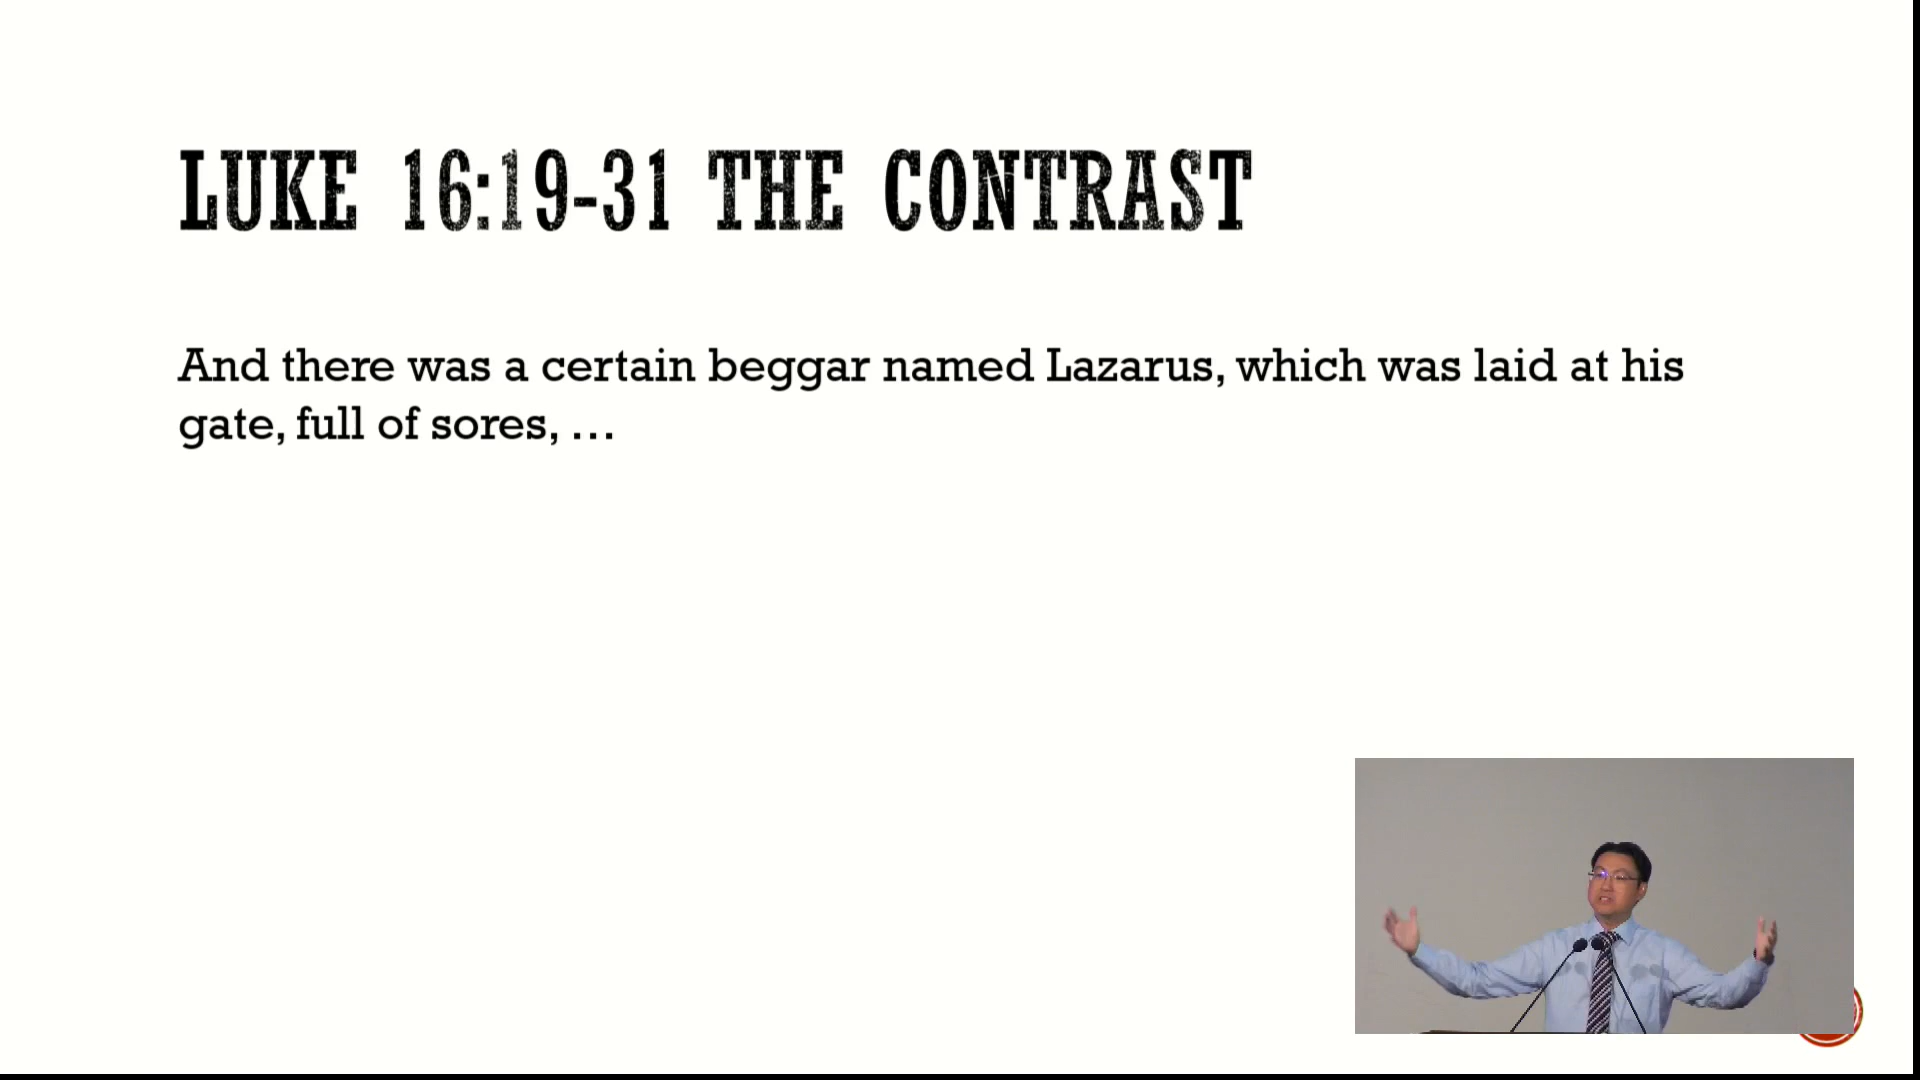 LUKE 16:19-31 THE CONTRAST
And there was a certain beggar named Lazarus, which was laid at his
gate, full of sores, …